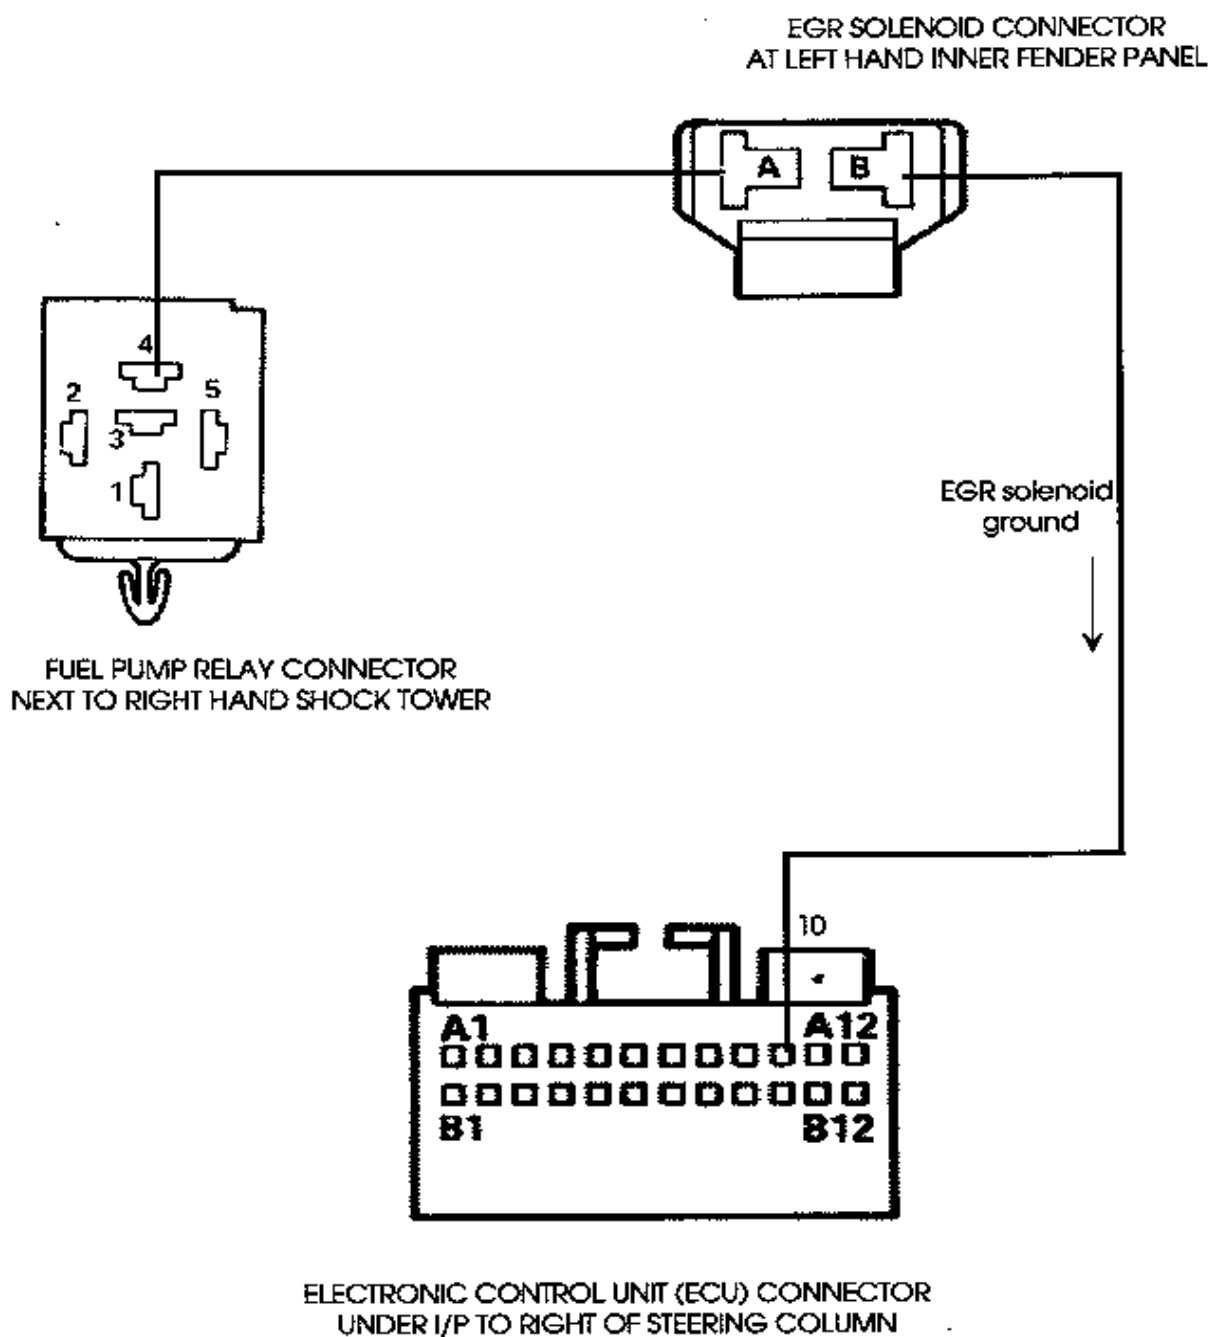 EGR SOLENOID CONNECTOR
AT LEFT HAND INNER FENDER PANEL
A B
4
2 5
3
1
EGR solenoid
ground
FUEL PUMP RELAY CONNECTOR
NEXT TO RIGHT HAND SHOCK TOWER
10
A1 A12
B1 B12
ELECTRONIC CONTROL UNIT (ECU) CONNECTOR
UNDER I/P TO RIGHT OF STEERING COLUMN